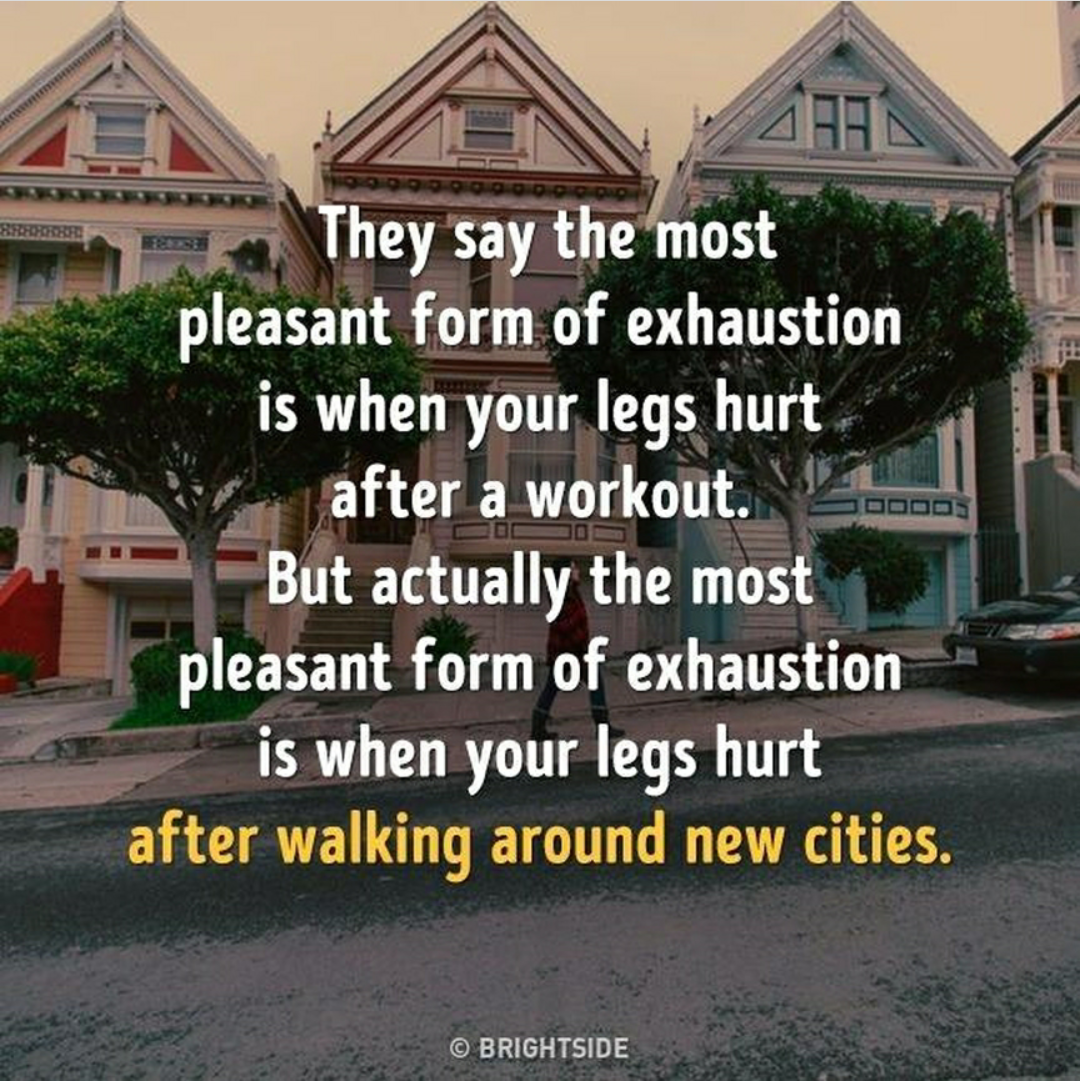 They say the most
pleasant form of exhaustion
is when your legs hurt
after a workout.
But actually the most
pleasant form of exhaustion
is when your legs hurt
after walking around new cities.
© BRIGHTSIDE